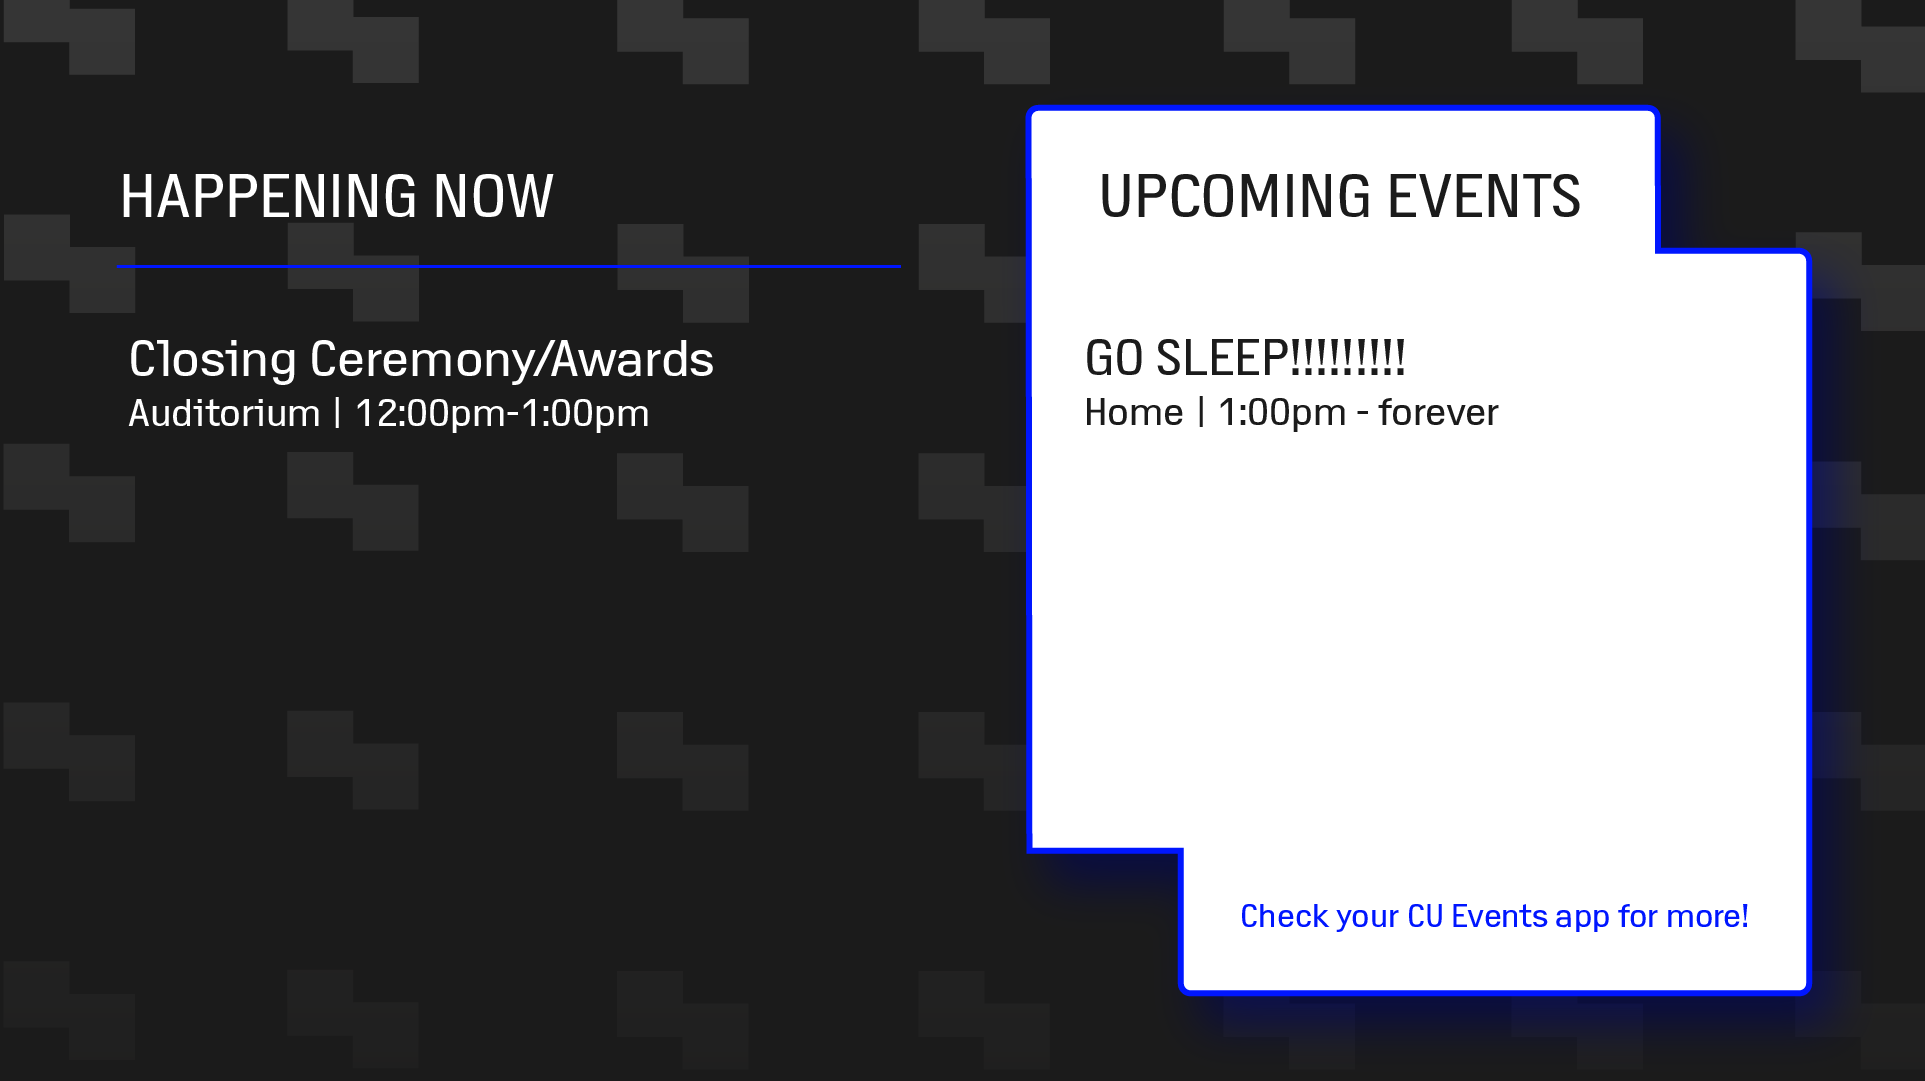 HAPPENING NOW
Closing Ceremony/Awards
Auditorium | 12:00pm-1:00pm
UPCOMING EVENTS
GO SLEEP!!!!!!!!!
Home | 1:00pm - forever
Check your CU Events app for more!